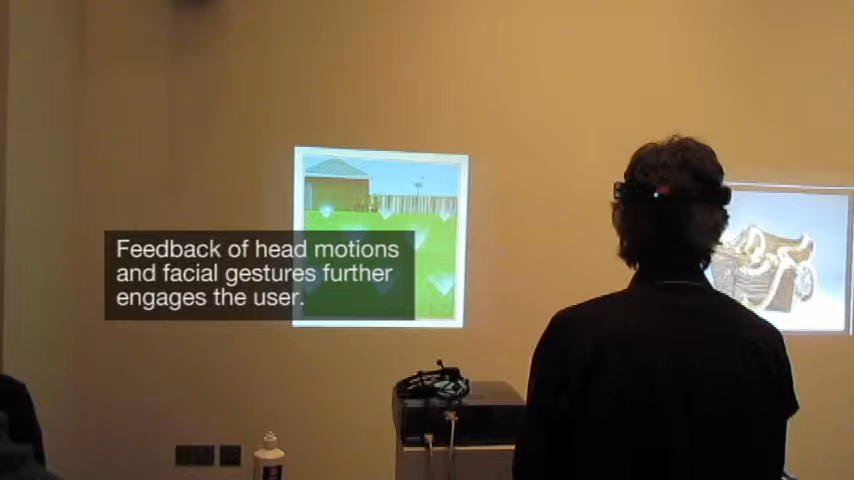 Feedback of head motions
and facial gestures further
engages the user.